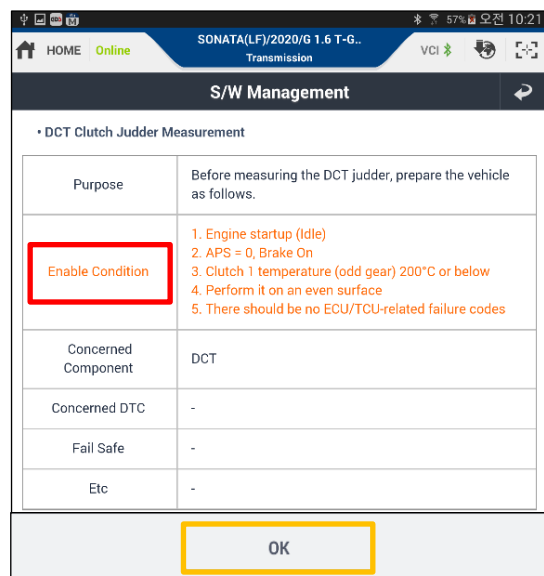 57% 오전 10:21
HOME Online
SONATA(LF)/2020/G 1.6 T-G..
Transmission
VCI
S/W Management
• DCT Clutch Judder Measurement
Purpose
Before measuring the DCT judder, prepare the vehicle
as follows.
Enable Condition
1. Engine startup (Idle)
2. APS = 0, Brake On
3. Clutch 1 temperature (odd gear) 200°C or below
4. Perform it on an even surface
5. There should be no ECU/TCU-related failure codes
Concerned
Component
DCT
Concerned DTC
-
Fail Safe
-
Etc
-
OK